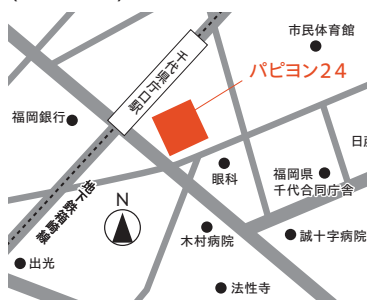 市民体育館
千代県庁口駅
パピヨン24
福岡銀行
日産
眼科
福岡県
千代合同庁舎
地下鉄箱崎線
N
木村病院
誠十字病院
出光
法性寺